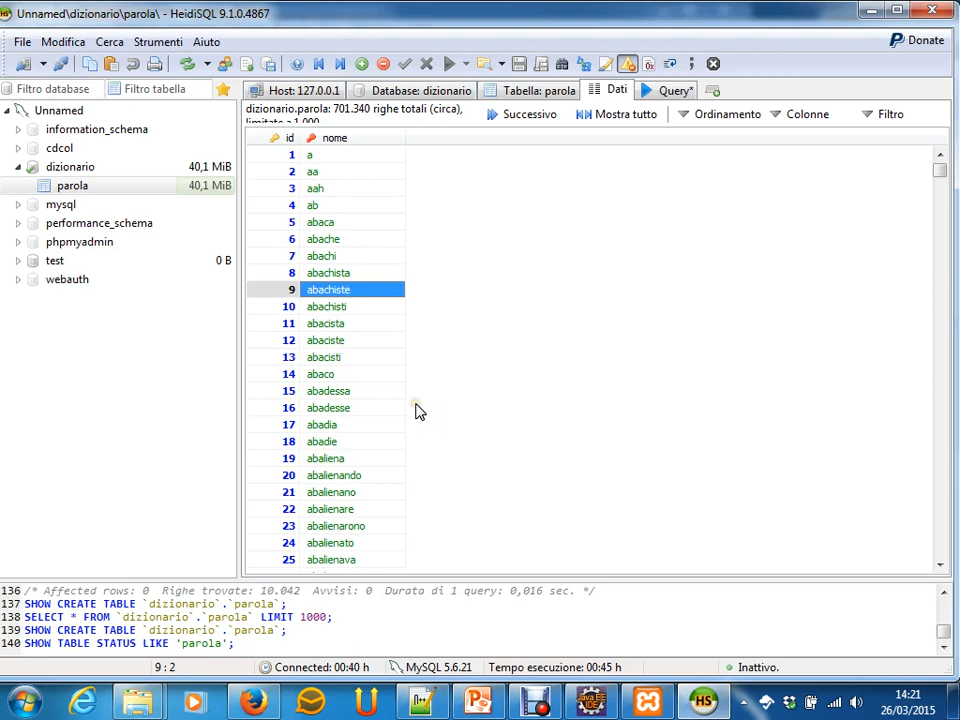 Unnamed\dizionario\parola\ - HeidiSQL 9.1.0.4867
File Modifica Cerca Strumenti Aiuto
Donate
Filtro database Filtro tabella
Host: 127.0.0.1 Database: dizionario Tabella: parola Dati Query*
Unnamed
information_schema
cdcol
dizionario 40,1 MiB
parola 40,1 MiB
mysql
performance_schema
phpmyadmin
test 0 B
webauth
dizionario.parola: 701.340 righe totali (circa),
limitate a 1.000
Successivo Mostra tutto Ordinamento Colonne Filtro
id nome
1 a
2 aa
3 aah
4 ab
5 abaca
6 abache
7 abachi
8 abachista
9 abachiste
10 abachisti
11 abacista
12 abaciste
13 abacisti
14 abaco
15 abadessa
16 abadesse
17 abadia
18 abadie
19 abaliena
20 abalienando
21 abalienano
22 abalienare
23 abalienarono
24 abalienato
25 abalienava
136 /* Affected rows: 0 Righe trovate: 10.042 Avvisi: 0 Durata di 1 query: 0,016 sec. */
137 SHOW CREATE TABLE `dizionario`.`parola`;
138 SELECT * FROM `dizionario`.`parola` LIMIT 1000;
139 SHOW CREATE TABLE `dizionario`.`parola`;
140 SHOW TABLE STATUS LIKE 'parola';
9 : 2 Connected: 00:40 h MySQL 5.6.21 Tempo esecuzione: 00:45 h Inattivo.
HS
14:21
26/03/2015